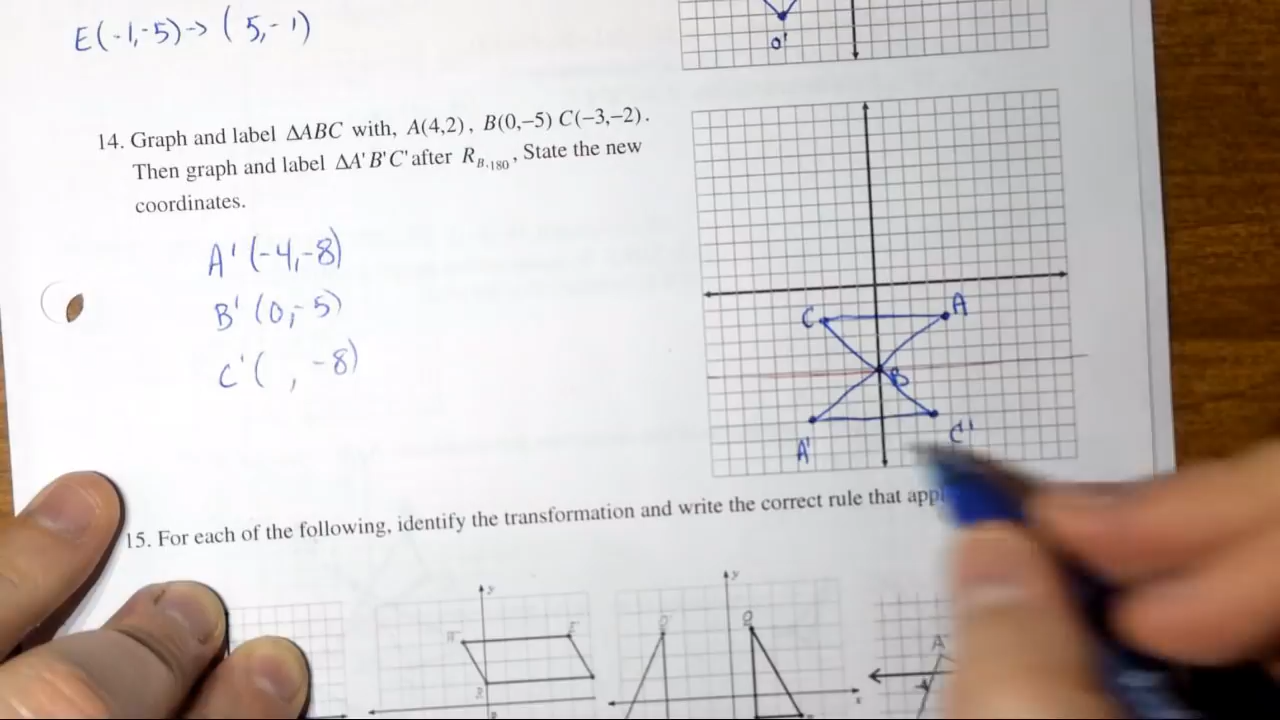 E(-1,-5)→(5,-1)
O'
14. Graph and label ΔABC with, A(4,2), B(0,–5) C(–3,–2).
Then graph and label ΔA'B'C' after R_B,180, State the new
coordinates.
A'(-4,-8)
B'(0,-5)
C'( , -8)
C
A
B
A'
C'
15. For each of the following, identify the transformation and write the correct rule that appl
y
E'
y
Q'
Q
x
A